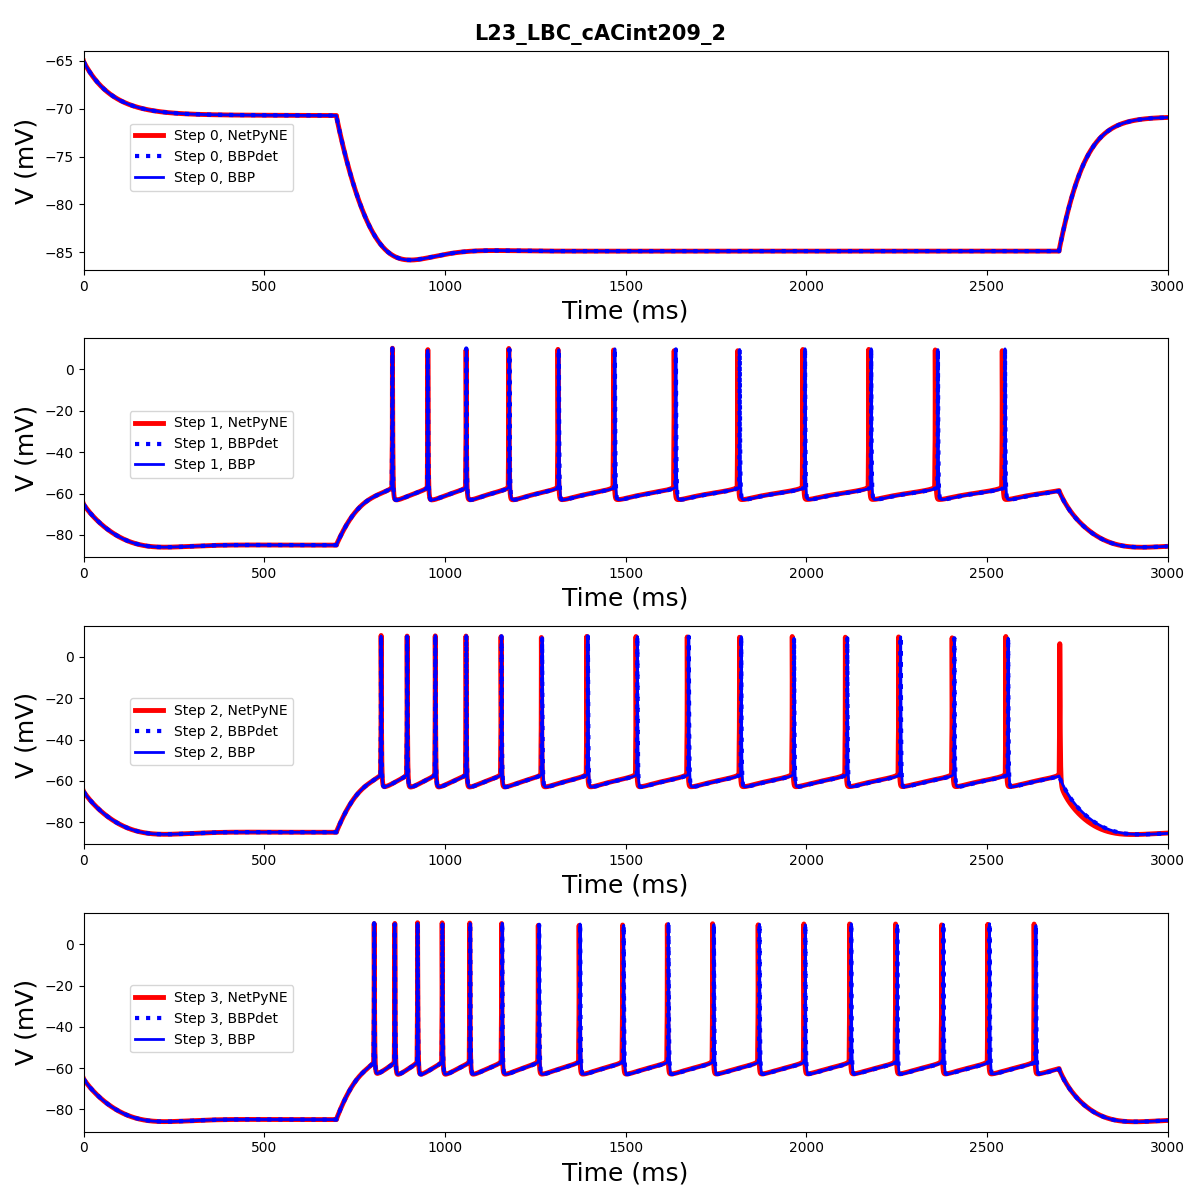 L23_LBC_cACint209_2
−65
−70
−75
−80
−85
V (mV)
Step 0, NetPyNE
Step 0, BBPdet
Step 0, BBP
0 500 1000 1500 2000 2500 3000
Time (ms)
0
−20
−40
−60
−80
V (mV)
Step 1, NetPyNE
Step 1, BBPdet
Step 1, BBP
0 500 1000 1500 2000 2500 3000
Time (ms)
0
−20
−40
−60
−80
V (mV)
Step 2, NetPyNE
Step 2, BBPdet
Step 2, BBP
0 500 1000 1500 2000 2500 3000
Time (ms)
0
−20
−40
−60
−80
V (mV)
Step 3, NetPyNE
Step 3, BBPdet
Step 3, BBP
0 500 1000 1500 2000 2500 3000
Time (ms)